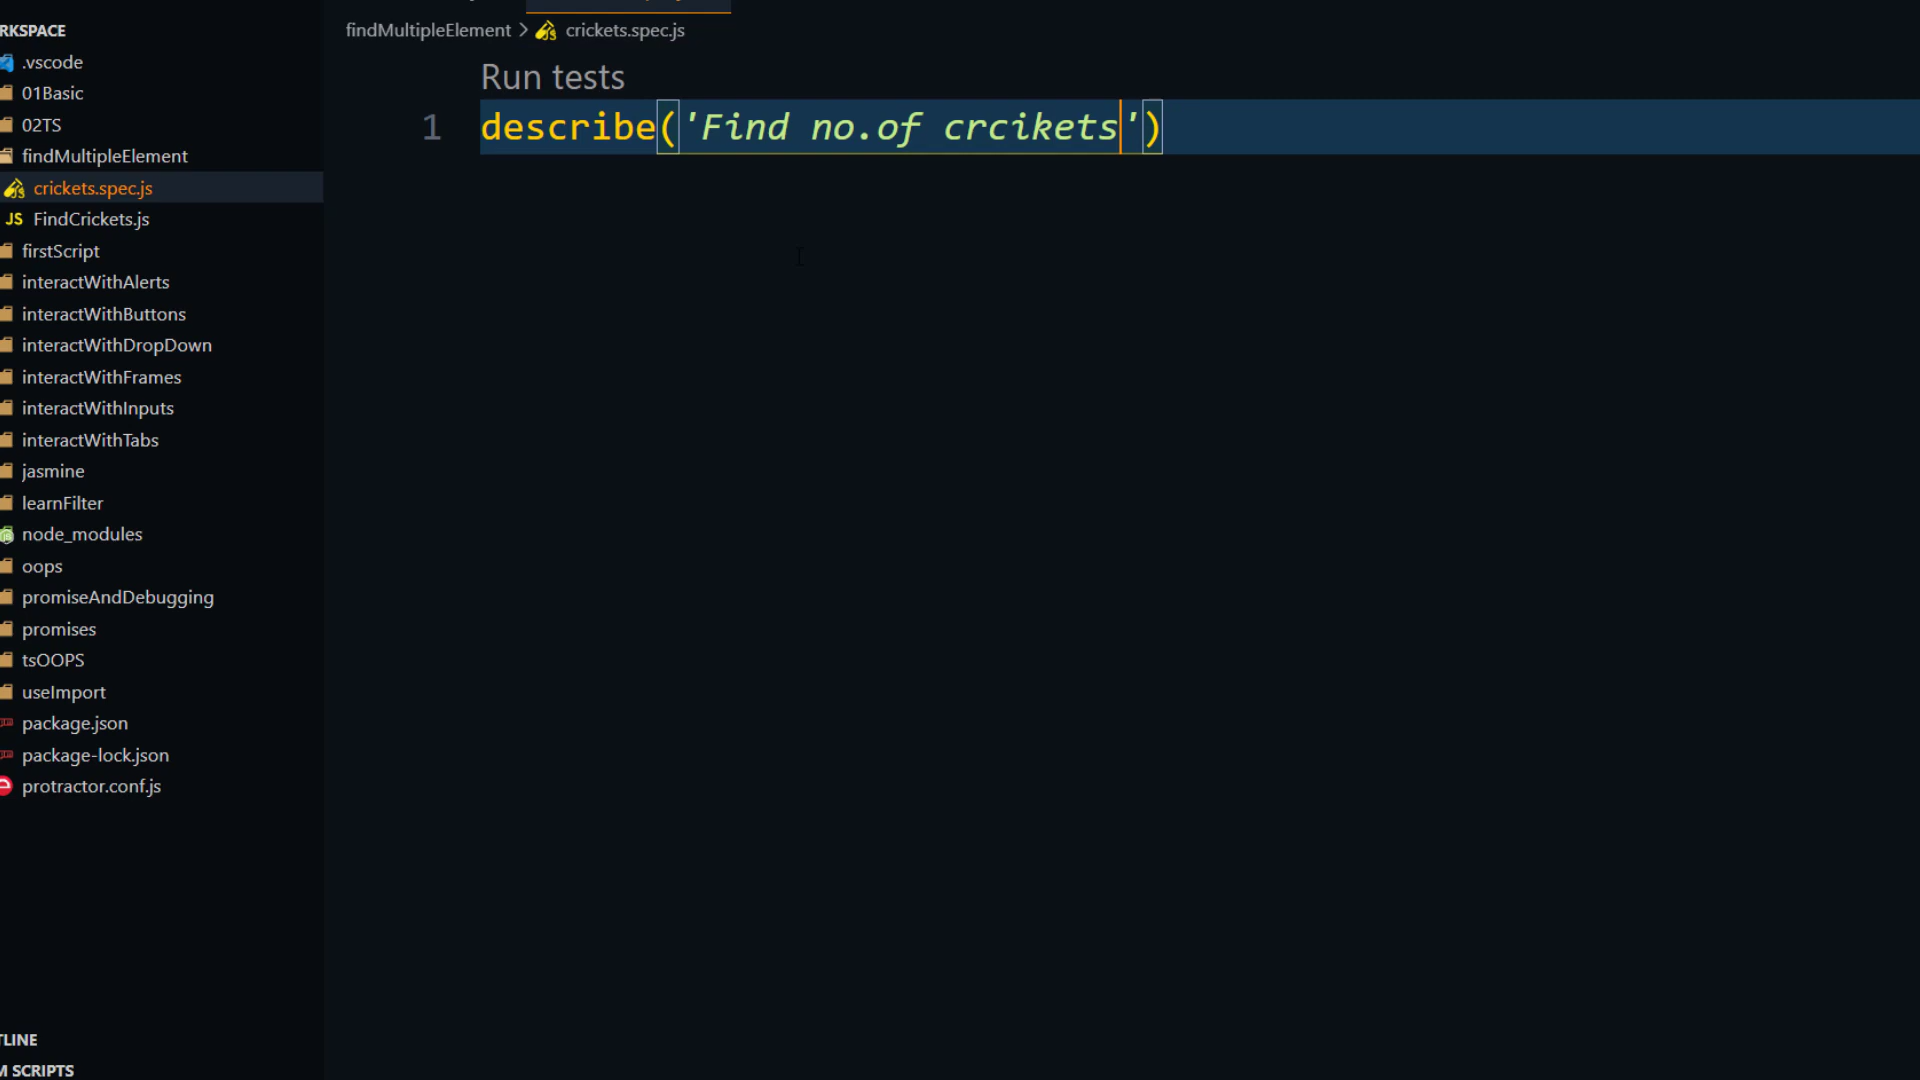 RKSPACE
.vscode
01Basic
02TS
findMultipleElement
crickets.spec.js
JS FindCrickets.js
firstScript
interactWithAlerts
interactWithButtons
interactWithDropDown
interactWithFrames
interactWithInputs
interactWithTabs
jasmine
learnFilter
node_modules
oops
promiseAndDebugging
promises
tsOOPS
useImport
package.json
package-lock.json
protractor.conf.js
TLINE
M SCRIPTS
findMultipleElement > crickets.spec.js
Run tests
1 describe('Find no.of crcikets')